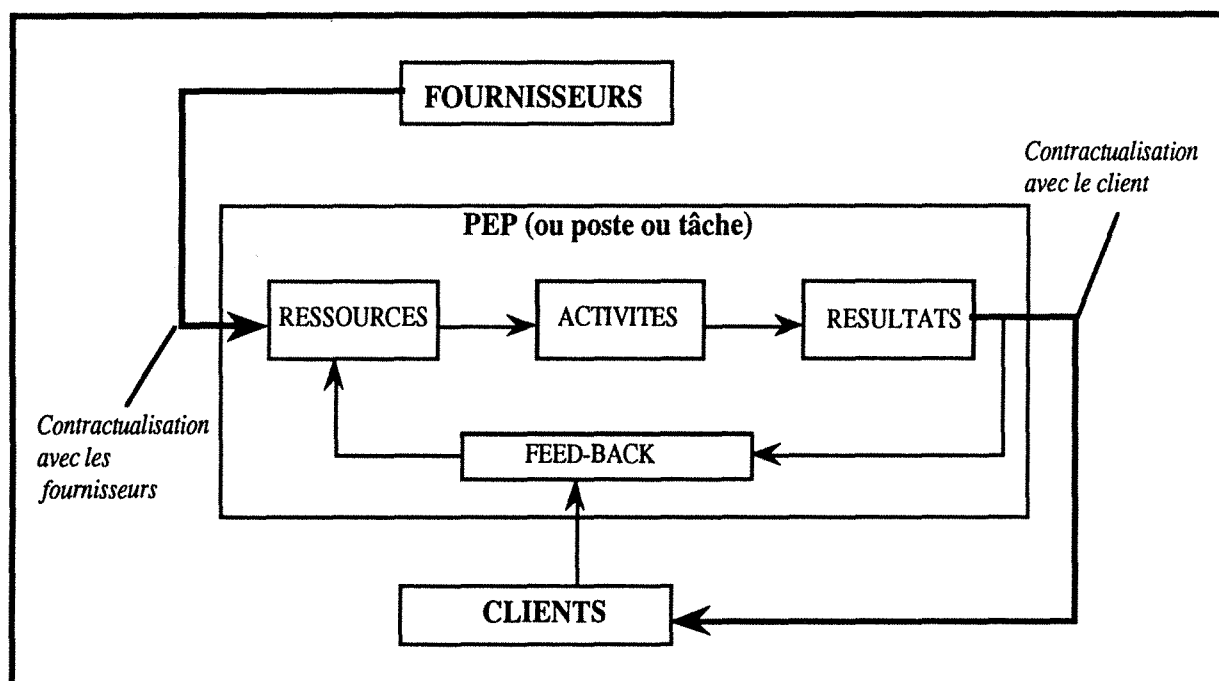 FOURNISSEURS
Contractualisation
avec le client
PEP (ou poste ou tâche)
RESSOURCES
ACTIVITES
RESULTATS
Contractualisation
avec les
fournisseurs
FEED-BACK
CLIENTS